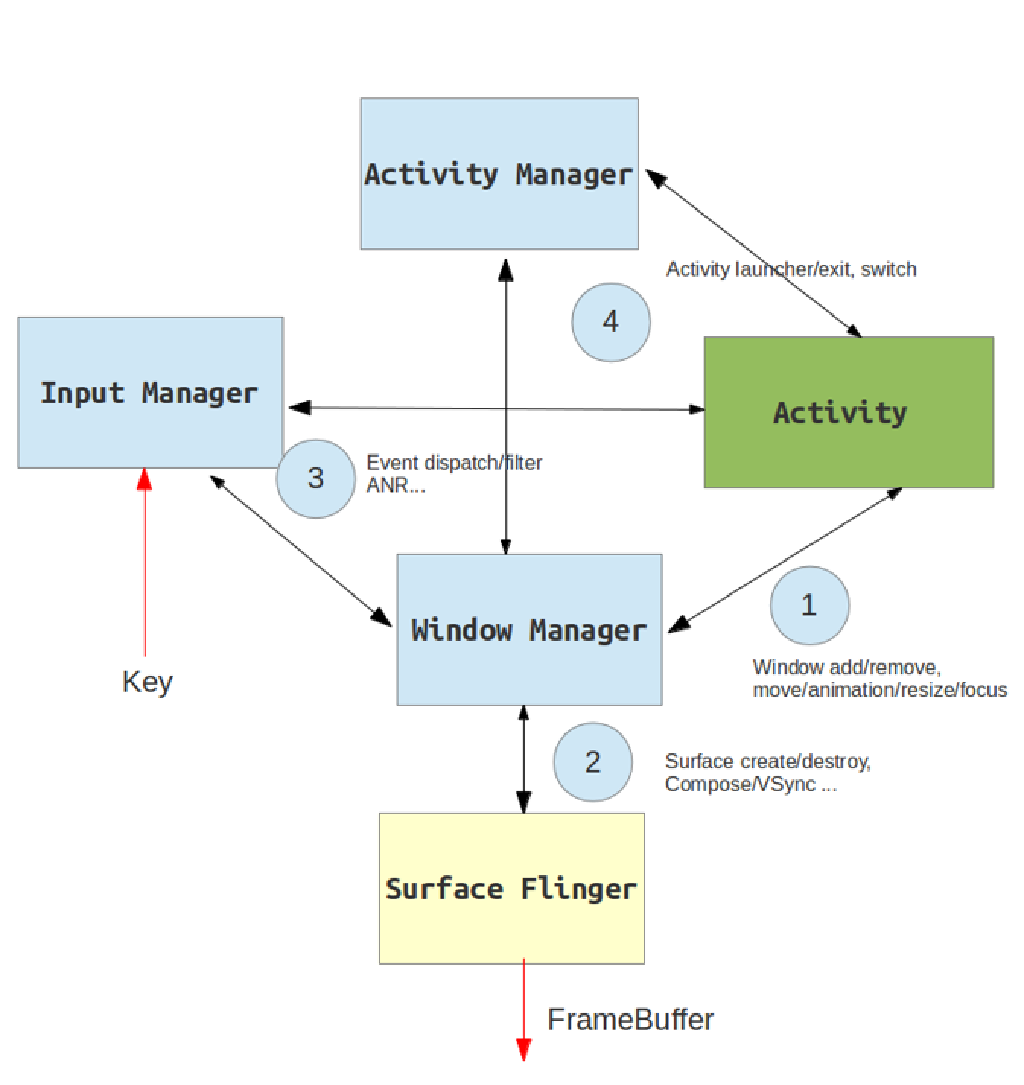 Activity Manager
Activity launcher/exit, switch
4
Input Manager
Activity
3
Event dispatch/filter
ANR...
1
Window Manager
Key
Window add/remove,
move/animation/resize/focus
2
Surface create/destroy,
Compose/VSync ...
Surface Flinger
FrameBuffer